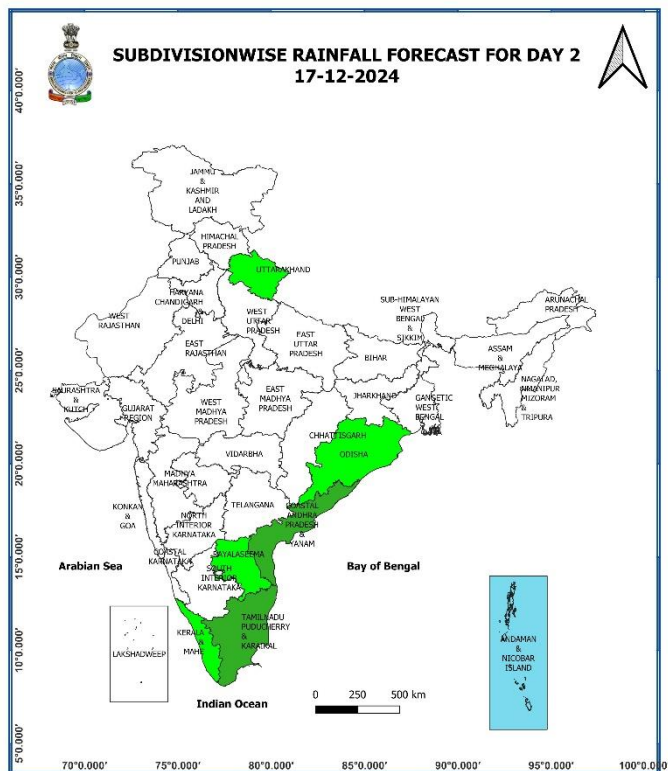 SUBDIVISIONWISE RAINFALL FORECAST FOR DAY 2
17-12-2024
40°0.000'
35°0.000'
30°0.000'
25°0.000'
20°0.000'
15°0.000'
10°0.000'
5°0.000'
JAMMU
&
KASHMIR
AND
LADAKH
HIMACHAL
PRADESH
PUNJAB
UTTARAKHAND
HARYANA
CHANDIGARH
&
DELHI
WEST
RAJASTHAN
WEST
UTTAR
PRADESH
EAST
UTTAR
PRADESH
EAST
RAJASTHAN
SUB-HIMALAYAN
WEST
BENGAL
&
SIKKIM
ARUNACHAL
PRADESH
ASSAM
&
MEGHALAYA
NAGALAD,
MANIPUR
MIZORAM
&
TRIPURA
BIHAR
JHARKHAND
GANGETIC
WEST
BENGAL
SAURASHTRA
& KUTCH
GUJARAT
REGION
WEST
MADHYA
PRADESH
EAST
MADHYA
PRADESH
CHHATTISGARH
ODISHA
VIDARBHA
MADHYA
MAHARASHTRA
KONKAN
&
AND GOA
TELANGANA
COASTAL
ANDHRA
PRADESH
&
YANAM
NORTH
INTERIOR
KARNATAKA
COASTAL
KARNATAKA
RAYALASEEMA
SOUTH
INTERIOR
KARNATAKA
Arabian Sea
Bay of Bengal
TAMILNADU
PUDUCHERRY
&
KARAIKAL
KERALA
&
MAHE
LAKSHADWEEP
ANDAMAN
&
NICOBAR
ISLAND
Indian Ocean
0 250 500 km
70°0.000' 75°0.000' 80°0.000' 85°0.000' 90°0.000' 95°0.000' 100°0.000'